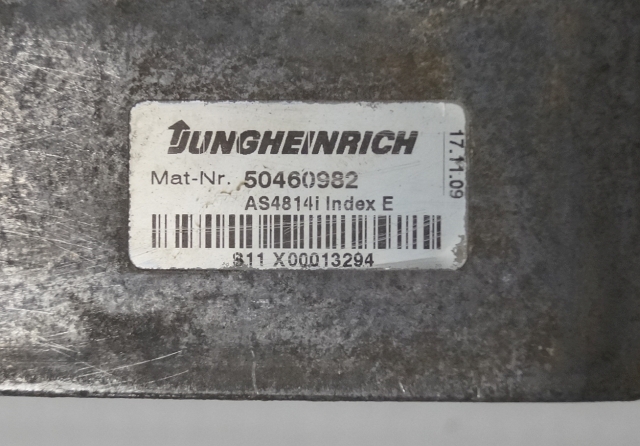 JUNGHEINRICH
Mat-Nr. 50460982
AS4814i Index E
S11 X00013294
17.11.09